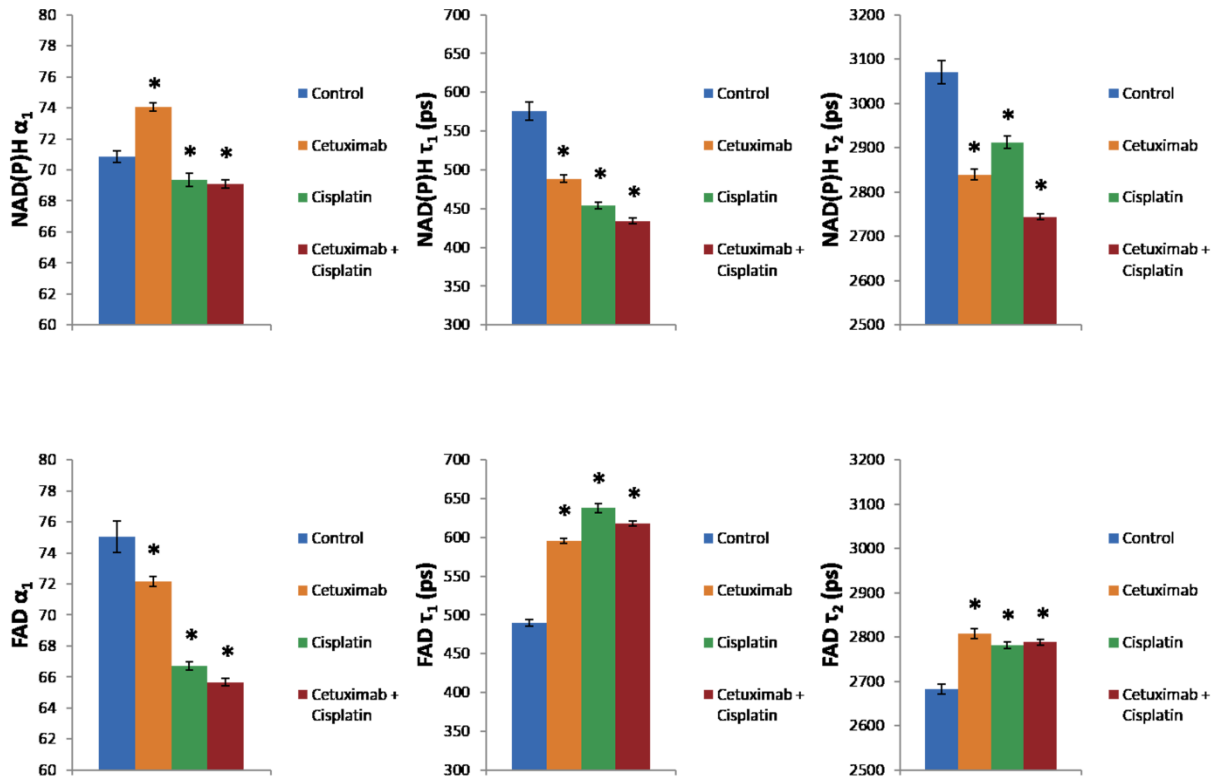 NAD(P)H α1
80
78
76
74
72
70
68
66
64
62
60
*
*
*
Control
Cetuximab
Cisplatin
Cetuximab +
Cisplatin
NAD(P)H τ1 (ps)
700
650
600
550
500
450
400
350
300
*
*
*
Control
Cetuximab
Cisplatin
Cetuximab +
Cisplatin
NAD(P)H τ2 (ps)
3200
3100
3000
2900
2800
2700
2600
2500
*
*
*
Control
Cetuximab
Cisplatin
Cetuximab +
Cisplatin
FAD α1
80
78
76
74
72
70
68
66
64
62
60
*
*
*
Control
Cetuximab
Cisplatin
Cetuximab +
Cisplatin
FAD τ1 (ps)
700
650
600
550
500
450
400
350
300
*
*
*
Control
Cetuximab
Cisplatin
Cetuximab +
Cisplatin
FAD τ2 (ps)
3200
3100
3000
2900
2800
2700
2600
2500
*
*
*
Control
Cetuximab
Cisplatin
Cetuximab +
Cisplatin